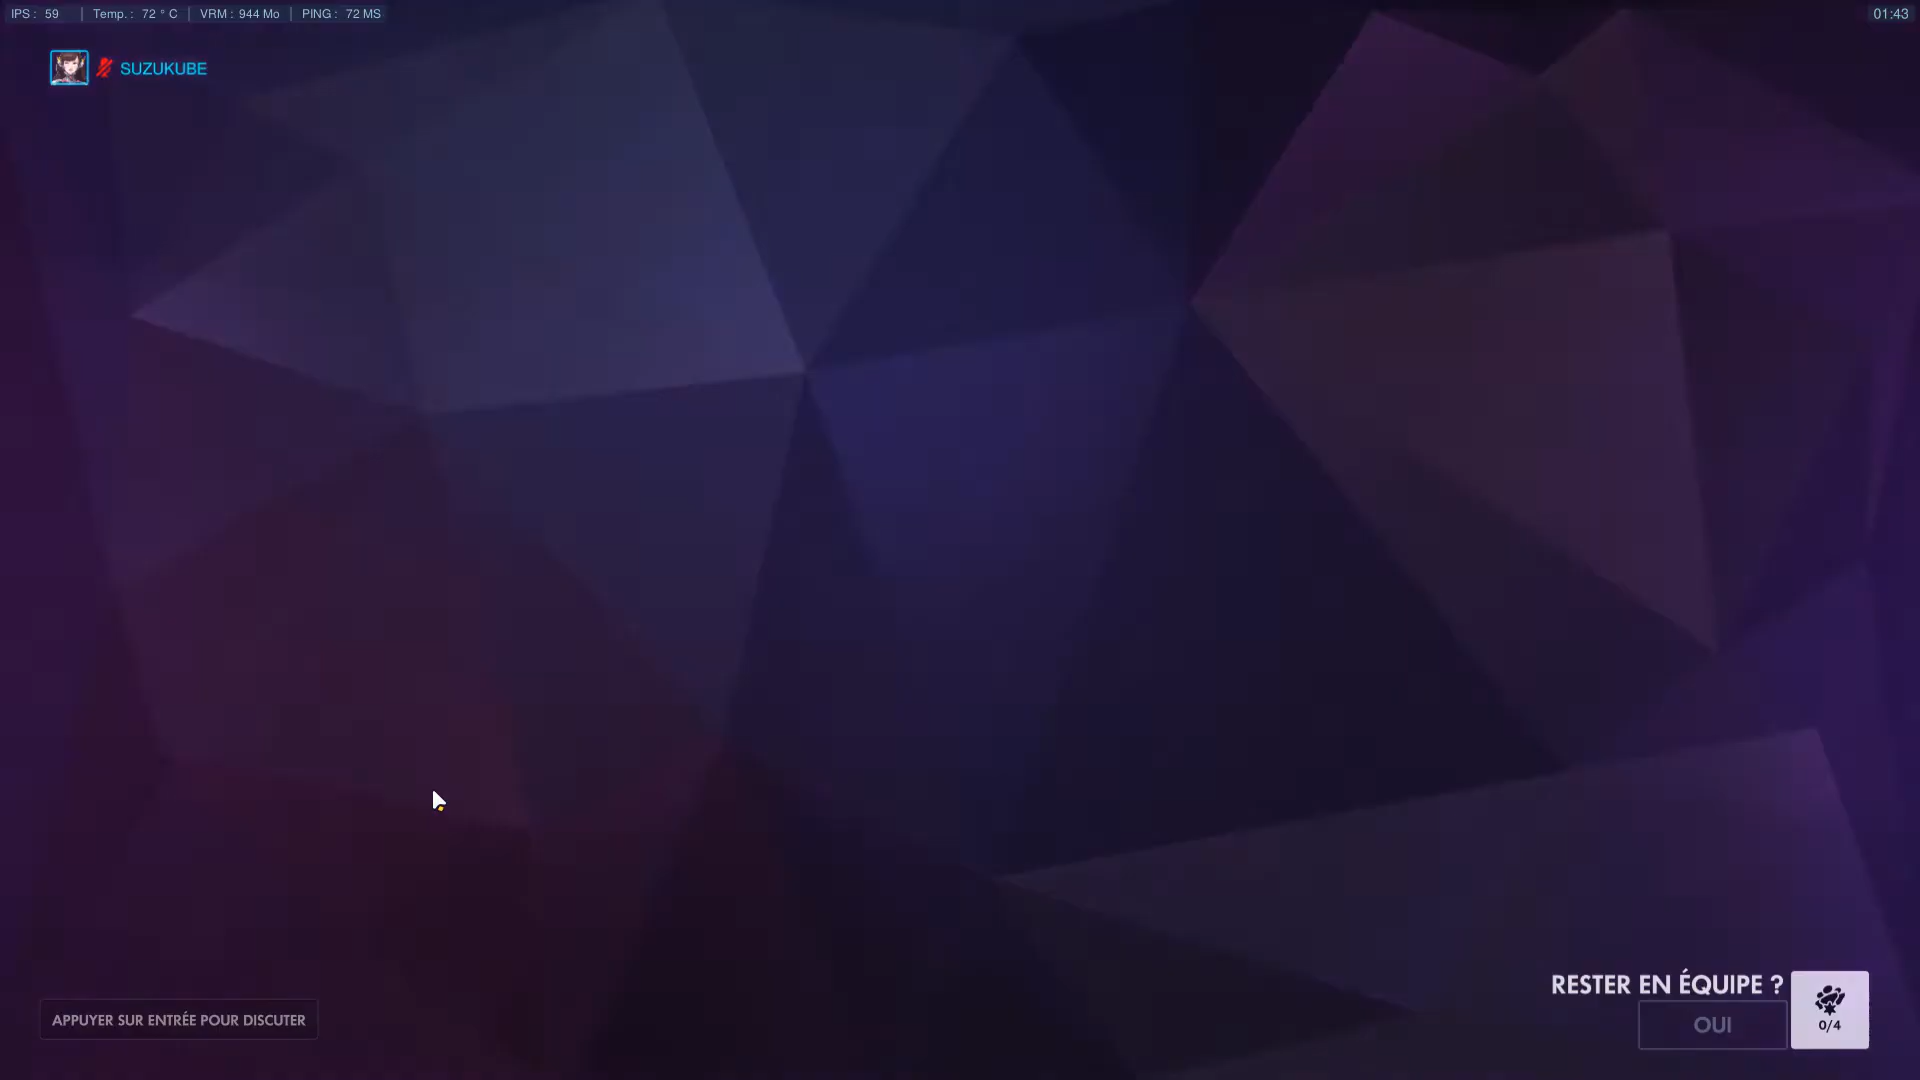 IPS : 59 | Temp. : 72 ° C | VRM : 944 Mo | PING : 72 MS
01:43
SUZUKUBE
RESTER EN ÉQUIPE ?
OUI
0/4
APPUYER SUR ENTRÉE POUR DISCUTER